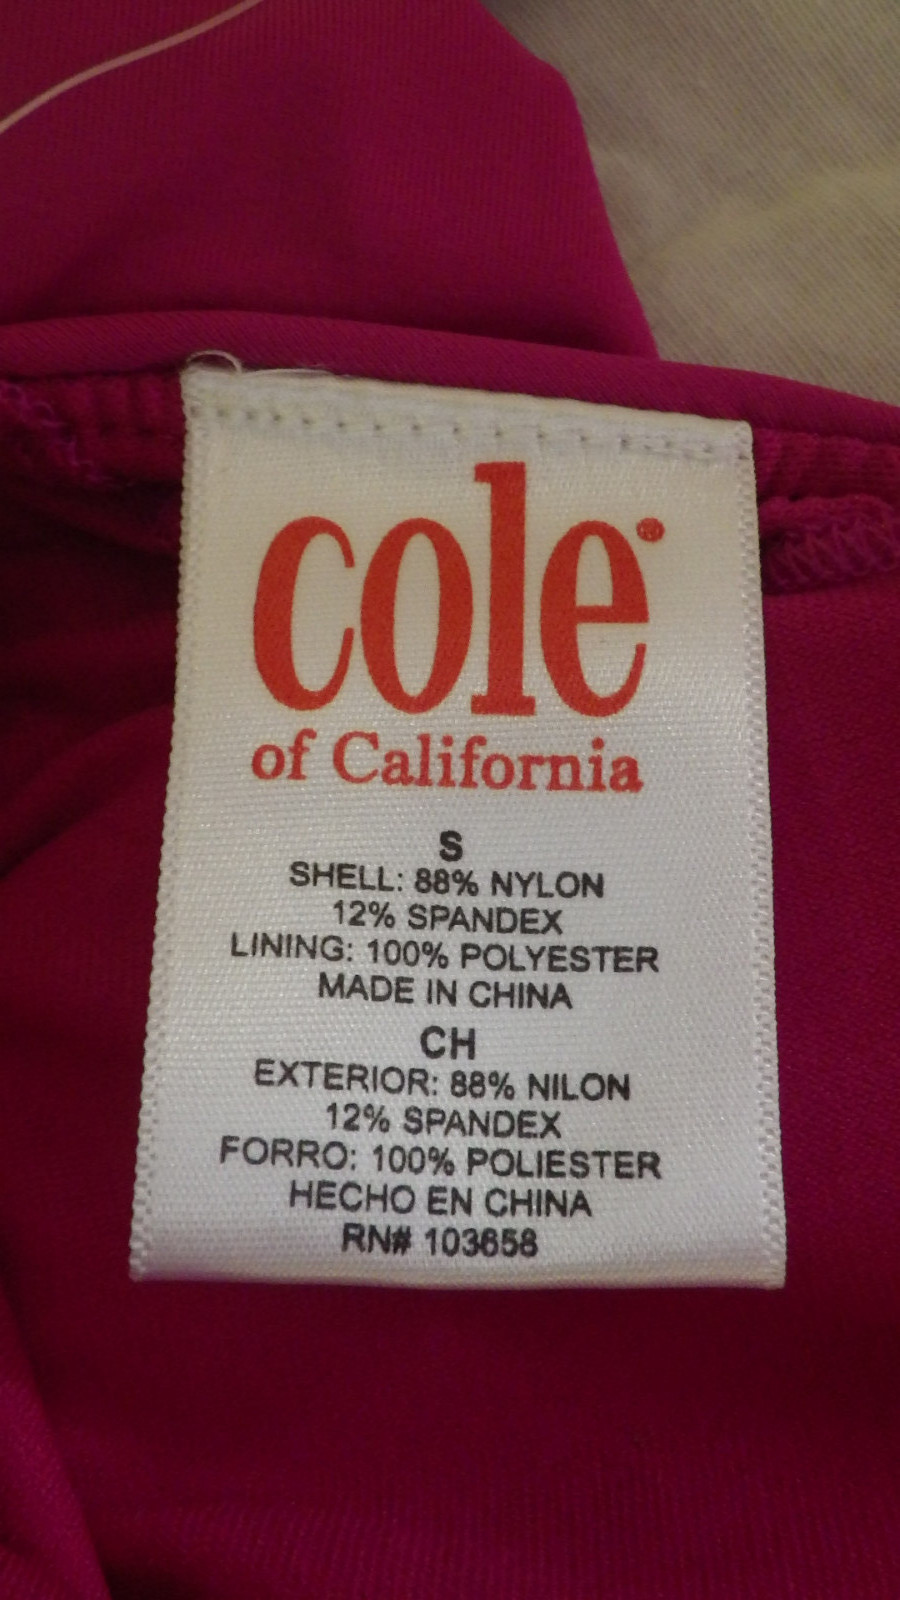 cole®
of California
S
SHELL: 88% NYLON
12% SPANDEX
LINING: 100% POLYESTER
MADE IN CHINA
CH
EXTERIOR: 88% NILON
12% SPANDEX
FORRO: 100% POLIESTER
HECHO EN CHINA
RN# 103658